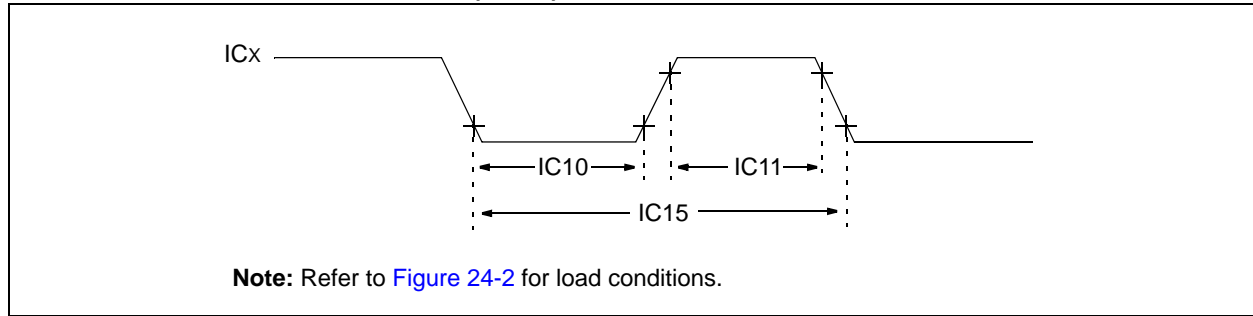 ICx
IC10
IC11
IC15
Note: Refer to Figure 24-2 for load conditions.